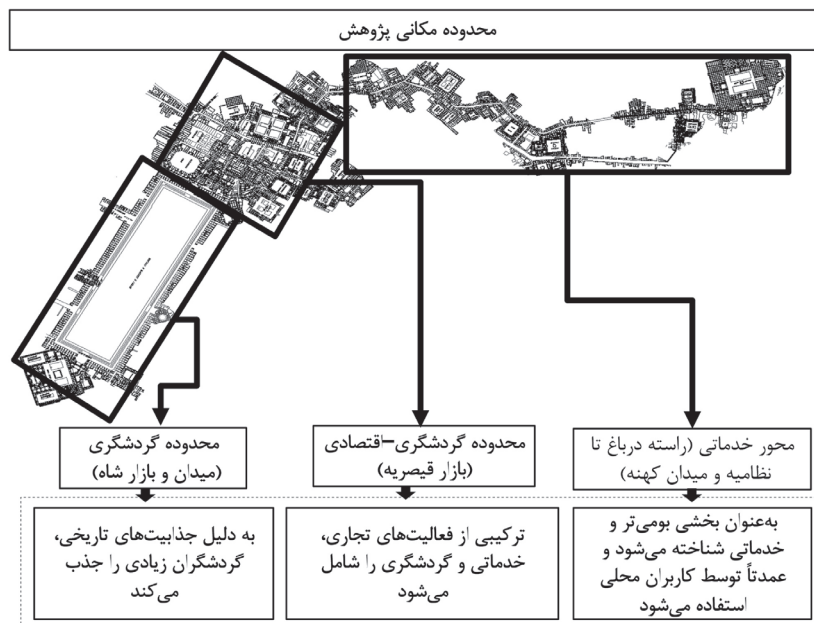 محدوده مکانی پژوهش
محور خدماتی (راسته درباغ تا
نظامیه و میدان کهنه)
محدوده گردشگری–اقتصادی
(بازار قیصریه)
محدوده گردشگری
(میدان و بازار شاه)
به‌عنوان بخشی بومی‌تر و
خدماتی شناخته می‌شود و
عمدتاً توسط کاربران محلی
استفاده می‌شود
ترکیبی از فعالیت‌های تجاری،
خدماتی و گردشگری را شامل
می‌شود
به دلیل جذابیت‌های تاریخی،
گردشگران زیادی را جذب
می‌کند